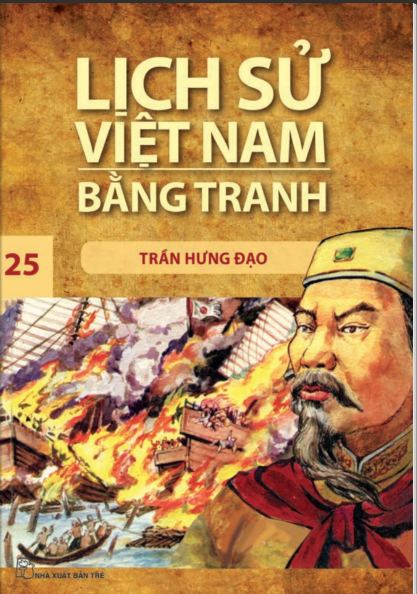 LỊCH SỬ
VIỆT NAM
BẰNG TRANH
TRẦN HƯNG ĐẠO
25
NHÀ XUẤT BẢN TRẺ